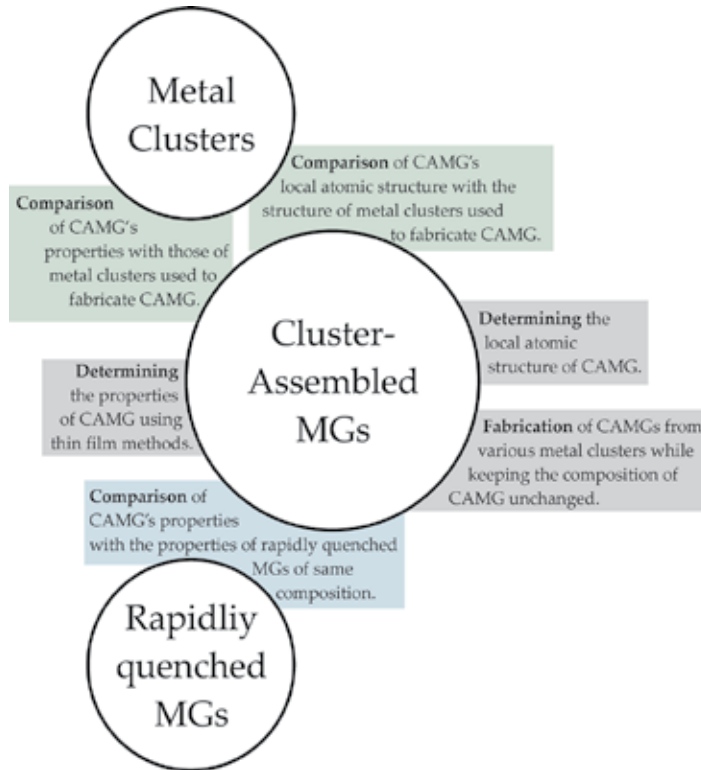 Metal
Clusters
Comparison of CAMG's
local atomic structure with the
structure of metal clusters used
to fabricate CAMG.
Comparison
of CAMG's
properties with those of
metal clusters used to
fabricate CAMG.
Cluster-
Assembled
MGs
Determining the
local atomic
structure of CAMG.
Determining
the properties
of CAMG using
thin film methods.
Fabrication of CAMGs from
various metal clusters while
keeping the composition of
CAMG unchanged.
Comparison of
CAMG's properties
with the properties of rapidly quenched
MGs of same
composition.
Rapidliy
quenched
MGs